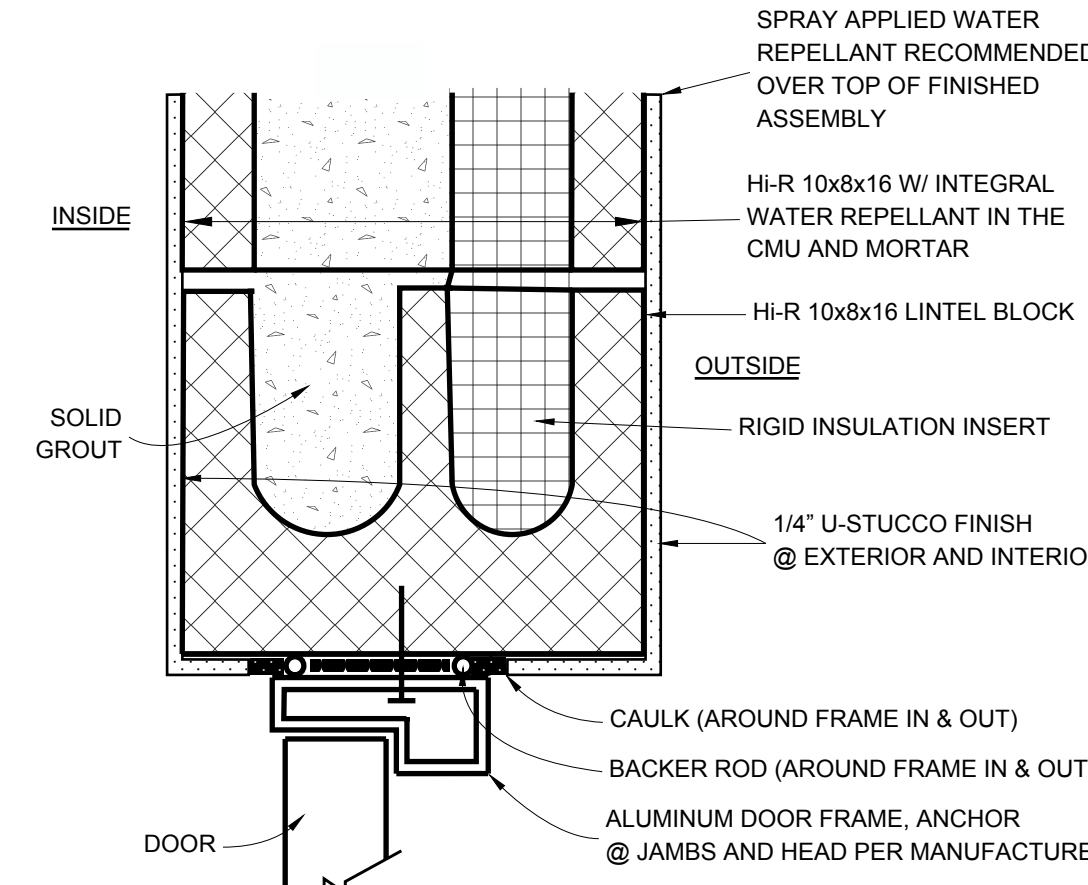 SPRAY APPLIED WATER
REPELLANT RECOMMENDED
OVER TOP OF FINISHED
ASSEMBLY
Hi-R 10x8x16 W/ INTEGRAL
WATER REPELLANT IN THE
CMU AND MORTAR
INSIDE
Hi-R 10x8x16 LINTEL BLOCK
OUTSIDE
SOLID
GROUT
RIGID INSULATION INSERT
1/4” U-STUCCO FINISH
@ EXTERIOR AND INTERIO
CAULK (AROUND FRAME IN & OUT)
BACKER ROD (AROUND FRAME IN & OUT
ALUMINUM DOOR FRAME, ANCHOR
@ JAMBS AND HEAD PER MANUFACTURE
DOOR